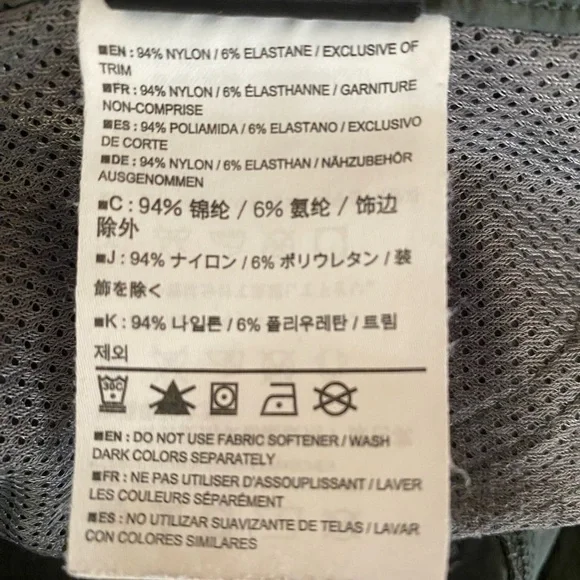 ■EN : 94% NYLON / 6% ELASTANE / EXCLUSIVE OF
TRIM
■FR : 94% NYLON / 6% ÉLASTHANNE / GARNITURE
NON-COMPRISE
■ES : 94% POLIAMIDA / 6% ELASTANO / EXCLUSIVO
DE CORTE
■DE : 94% NYLON / 6% ELASTHAN / NÄHZUBEHÖR
AUSGENOMMEN
■C : 94% 锦纶 / 6% 氨纶 / 饰边
除外
■J : 94% ナイロン / 6% ポリウレタン / 装
飾を除く
■K : 94% 나일론 / 6% 폴리우레탄 / 트림
제외
30C
■EN : DO NOT USE FABRIC SOFTENER / WASH
DARK COLORS SEPARATELY
■FR : NE PAS UTILISER D'ASSOUPLISSANT / LAVER
LES COULEURS SÉPARÉMENT
■ES : NO UTILIZAR SUAVIZANTE DE TELAS / LAVAR
CON COLORES SIMILARES